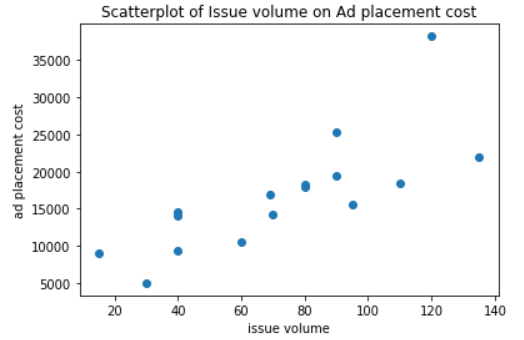 Scatterplot of Issue volume on Ad placement cost
35000
30000
25000
20000
15000
10000
5000
ad placement cost
20 40 60 80 100 120 140
issue volume